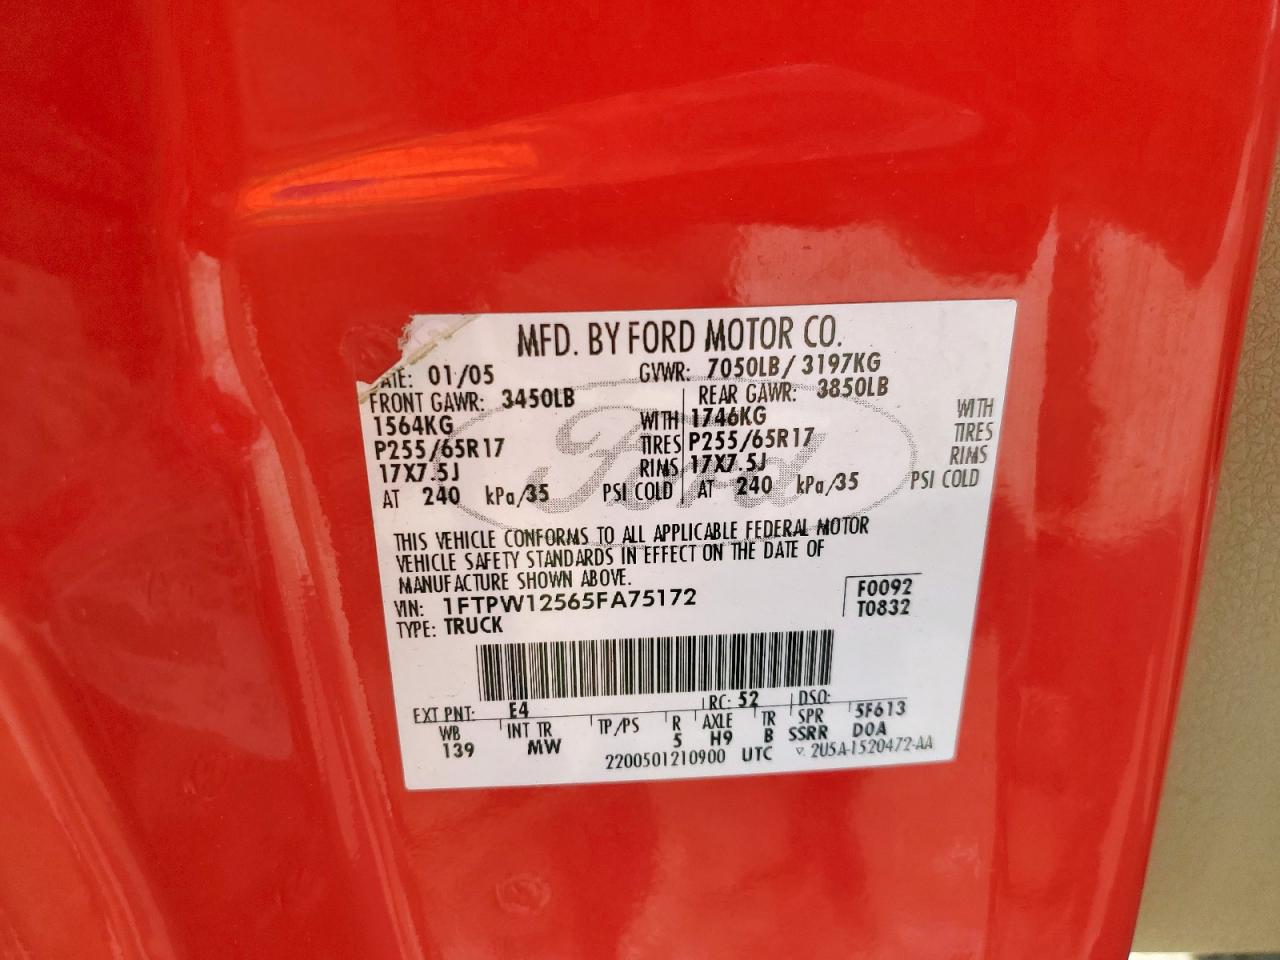 MFD. BY FORD MOTOR CO.
ATE: 01/05 GVWR: 7050LB / 3197KG
FRONT GAWR: 3450LB REAR GAWR: 3850LB
1564KG WITH 1746KG WITH
P255/65R17 TIRES P255/65R17 TIRES
17X7.5J RIMS 17X7.5J RIMS
AT 240 kPa/35 PSI COLD AT 240 kPa/35 PSI COLD
Ford
THIS VEHICLE CONFORMS TO ALL APPLICABLE FEDERAL MOTOR
VEHICLE SAFETY STANDARDS IN EFFECT ON THE DATE OF
MANUFACTURE SHOWN ABOVE.
VIN: 1FTPW12565FA75172 F0092
TYPE: TRUCK T0832
EXT PNT: E4 RC: 52 DSO:
WB INT TR TP/PS R AXLE TR SPR 5F613
139 MW 5 H9 B SSRR DOA
2200501210900 UTC ▽ 2U5A-1520472-AA